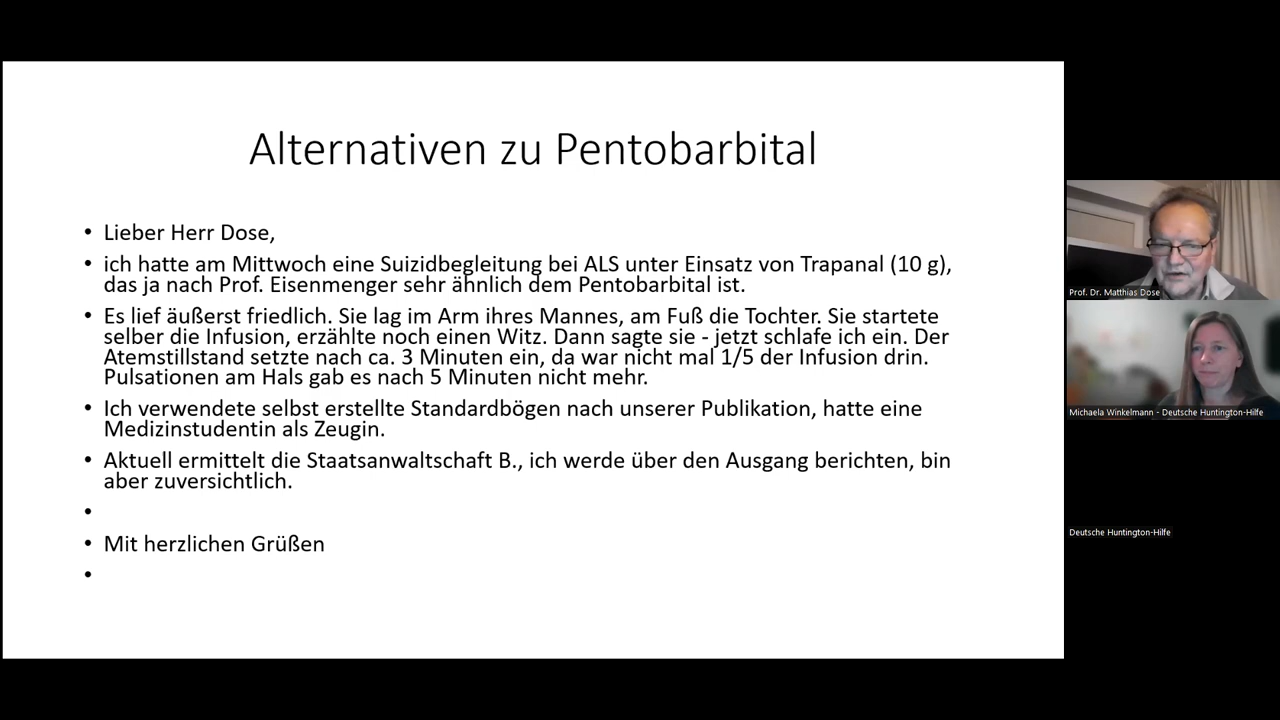 Alternativen zu Pentobarbital
• Lieber Herr Dose,
• ich hatte am Mittwoch eine Suizidbegleitung bei ALS unter Einsatz von Trapanal (10 g),
das ja nach Prof. Eisenmenger sehr ähnlich dem Pentobarbital ist.
• Es lief äußerst friedlich. Sie lag im Arm ihres Mannes, am Fuß die Tochter. Sie startete
selber die Infusion, erzählte noch einen Witz. Dann sagte sie - jetzt schlafe ich ein. Der
Atemstillstand setzte nach ca. 3 Minuten ein, da war nicht mal 1/5 der Infusion drin.
Pulsationen am Hals gab es nach 5 Minuten nicht mehr.
• Ich verwendete selbst erstellte Standardbögen nach unserer Publikation, hatte eine
Medizinstudentin als Zeugin.
• Aktuell ermittelt die Staatsanwaltschaft B., ich werde über den Ausgang berichten, bin
aber zuversichtlich.
•
• Mit herzlichen Grüßen
•
Prof. Dr. Matthias Dose
Michaela Winkelmann - Deutsche Huntington-Hilfe
Deutsche Huntington-Hilfe